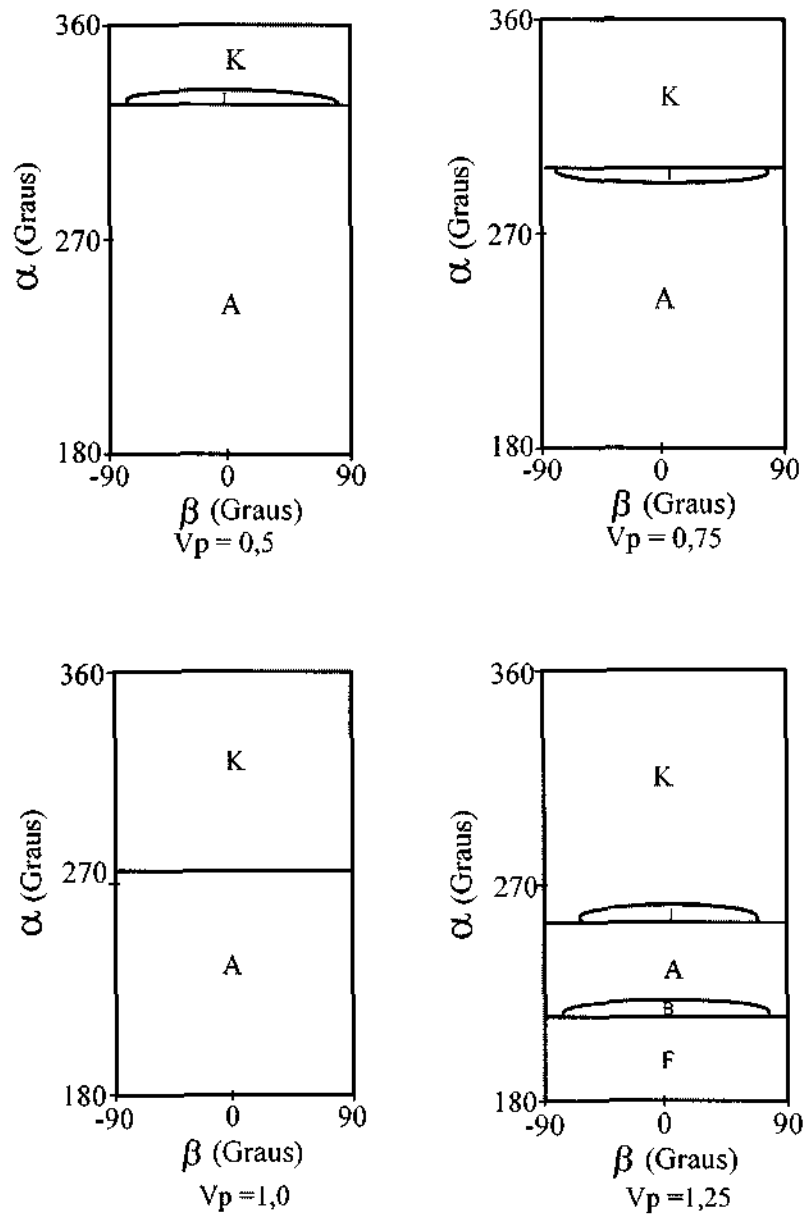 360
K
I
α (Graus)
270
A
180
-90
0
90
β (Graus)
Vp = 0,5
360
K
I
α (Graus)
270
A
180
-90
0
90
β (Graus)
Vp = 0,75
360
K
α (Graus)
270
A
180
-90
0
90
β (Graus)
Vp =1,0
360
K
α (Graus)
270
A
B
F
180
-90
0
90
β (Graus)
Vp =1,25